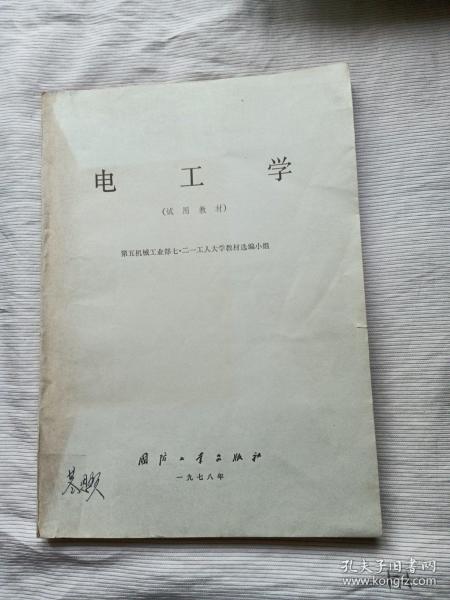 电 工 学
(试用教材)
第五机械工业部七·二一工人大学教材选编小组
国防工业出版社
一九七八年
孔夫子旧书网
www.kongfz.com